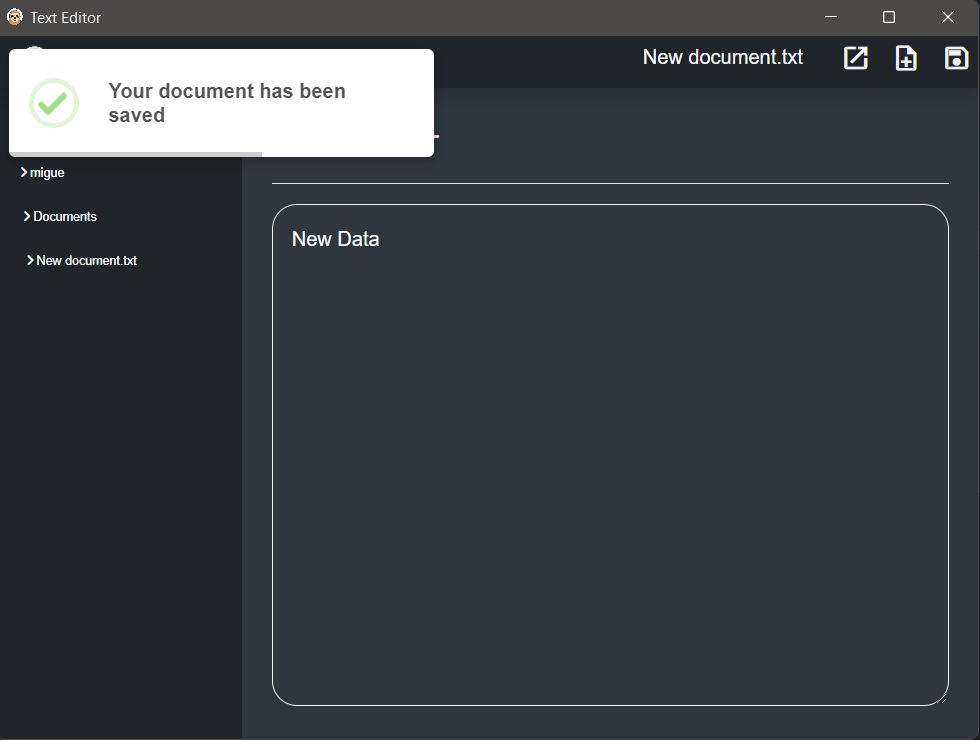 Text Editor
New document.txt
Your document has been
saved
migue
Documents
New document.txt
New Data